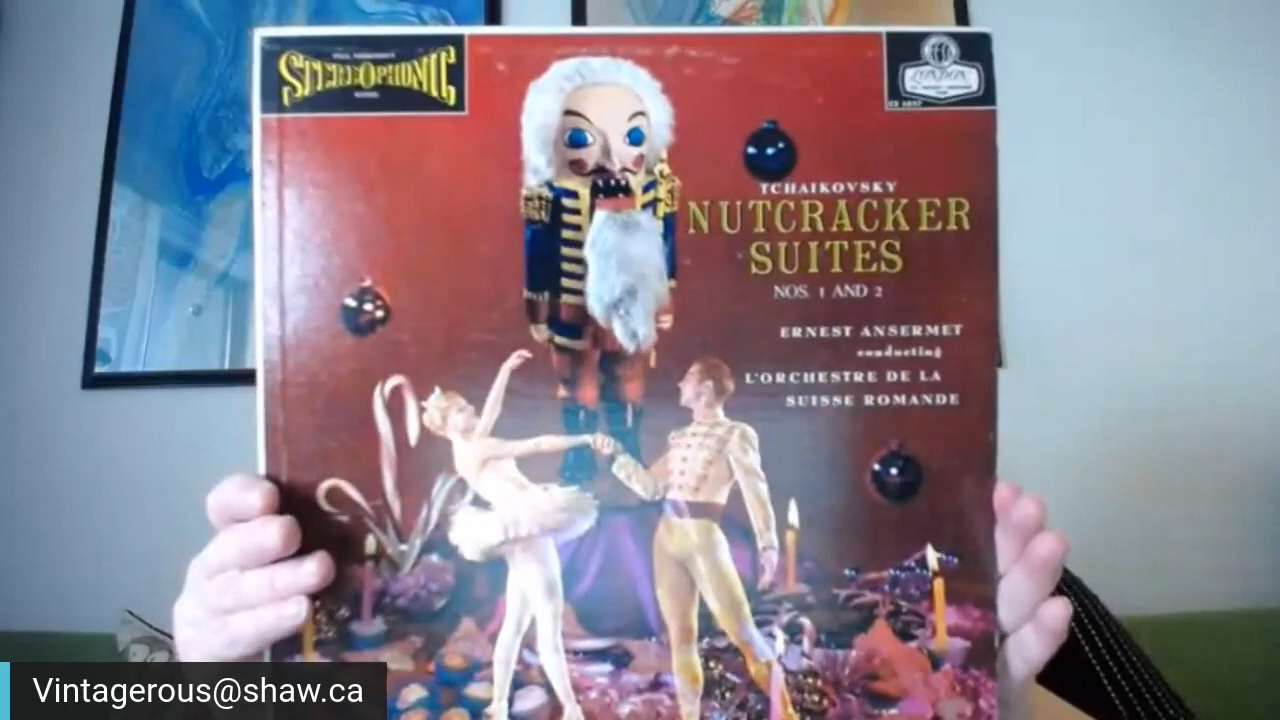 STEREOPHONIC
LONDON
TCHAIKOVSKY
NUTCRACKER
SUITES
NOS. 1 AND 2
ERNEST ANSERMET
conducting
L'ORCHESTRE DE LA
SUISSE ROMANDE
Vintagerous@shaw.ca